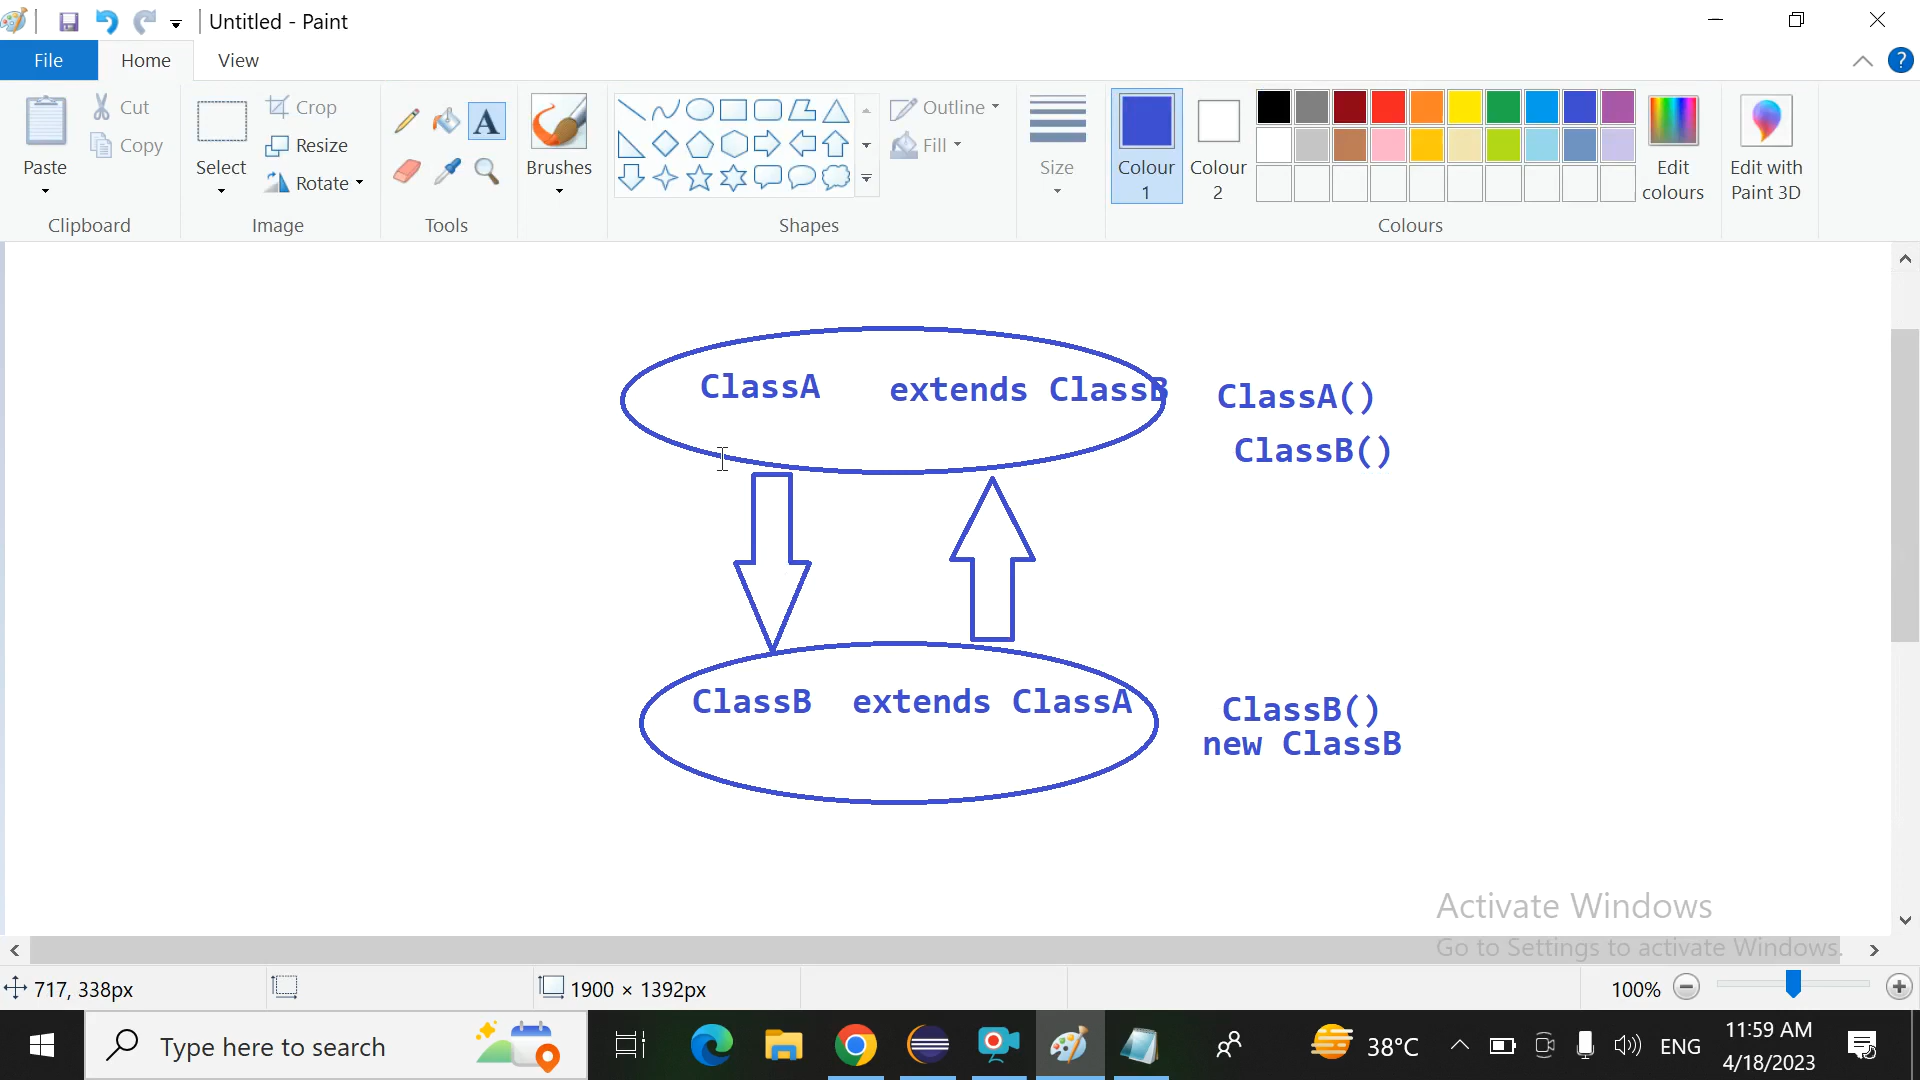 Untitled - Paint
File Home View
Paste
Cut
Copy
Clipboard
Select
Crop
Resize
Rotate
Image
A
Tools
Brushes
Shapes
Outline
Fill
Size
Colour
1
Colour
2
Edit
colours
Colours
Edit with
Paint 3D
?
ClassA extends ClassB ClassA()
ClassB()
ClassB extends ClassA ClassB()
new ClassB
Activate Windows
Go to Settings to activate Windows.
717, 338px
1900 × 1392px
100%
Type here to search
38°C
ENG
11:59 AM
4/18/2023